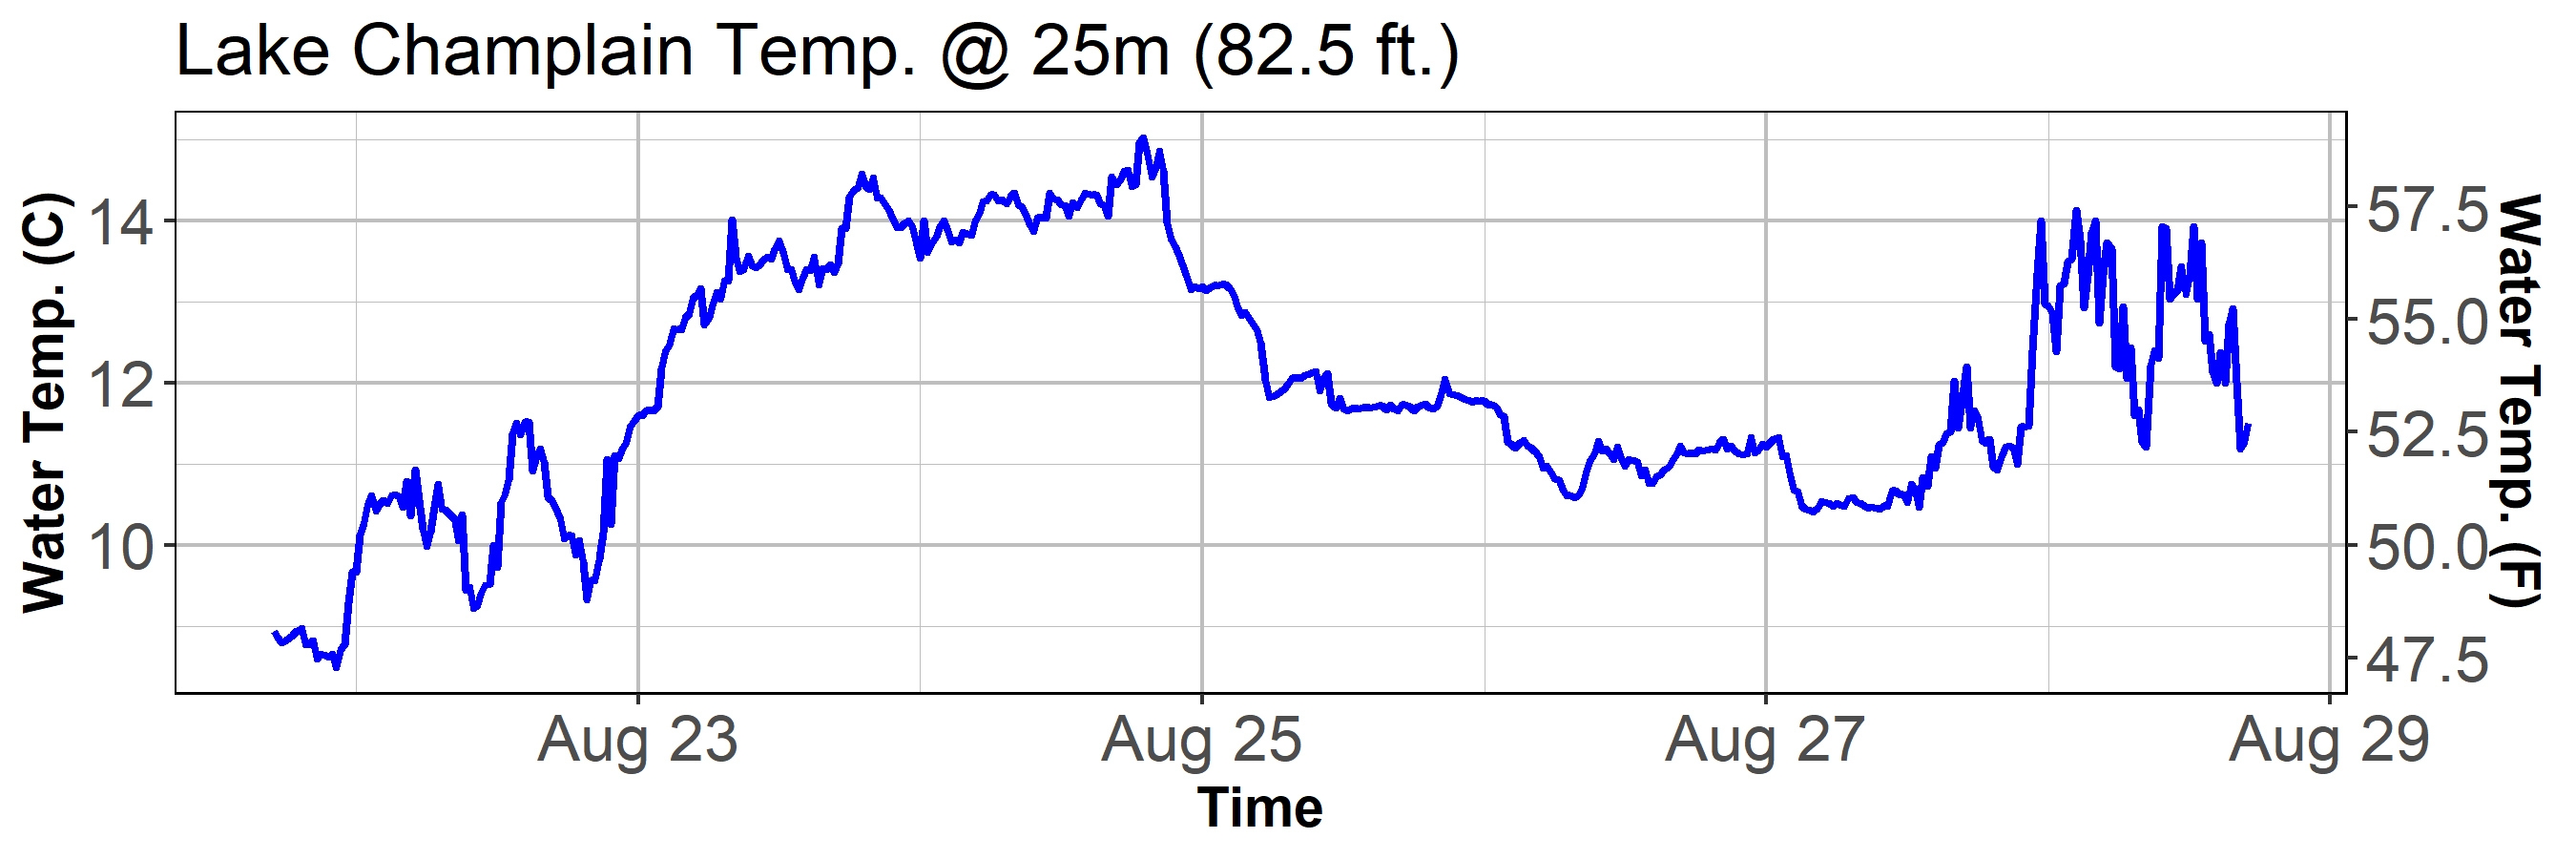 Lake Champlain Temp. @ 25m (82.5 ft.)
Water Temp. (C)
14
12
10
57.5
55.0
52.5
50.0
47.5
Water Temp. (F)
Aug 23
Aug 25
Aug 27
Aug 29
Time